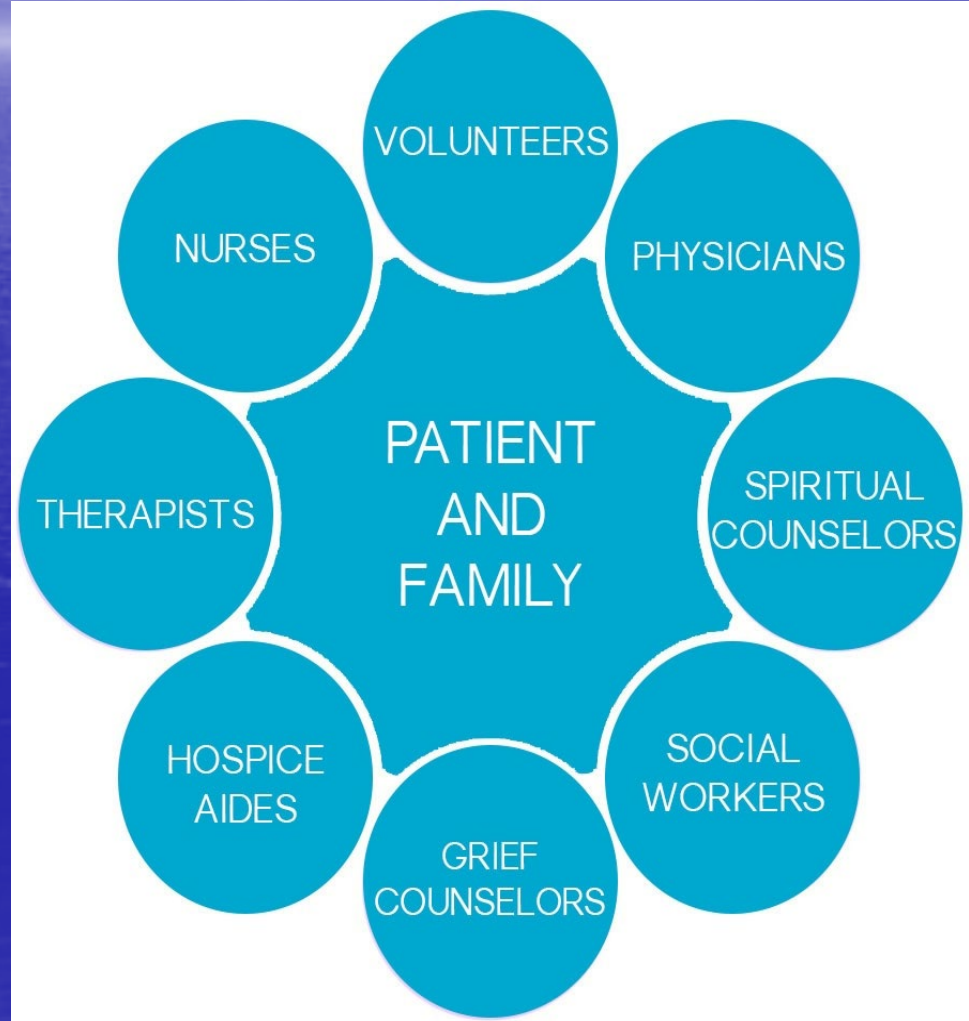 VOLUNTEERS
PHYSICIANS
SPIRITUAL
COUNSELORS
SOCIAL
WORKERS
GRIEF
COUNSELORS
HOSPICE
AIDES
THERAPISTS
NURSES
PATIENT
AND
FAMILY